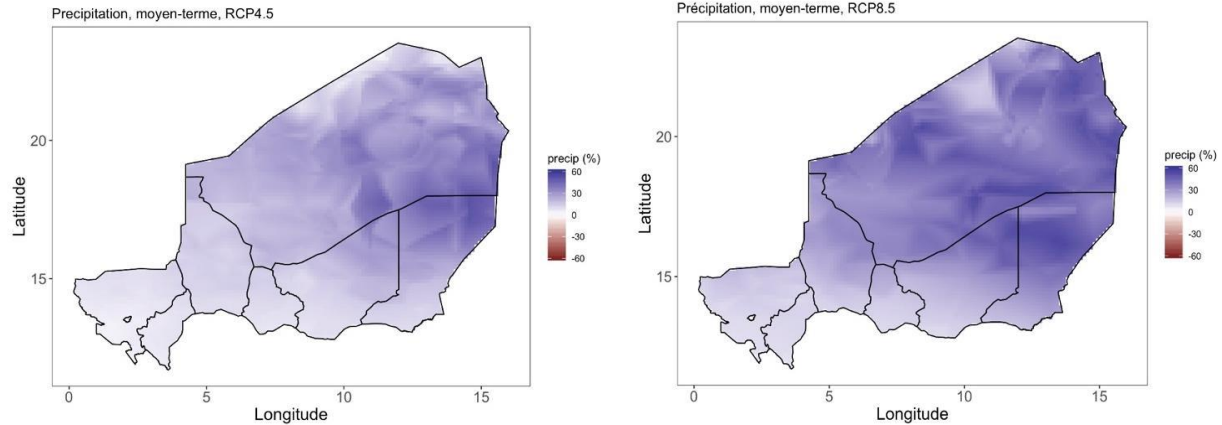 Precipitation, moyen-terme, RCP4.5
20
15
Latitude
0 5 10 15
Longitude
precip (%)
60
30
0
-30
-60
Précipitation, moyen-terme, RCP8.5
20
15
Latitude
0 5 10 15
Longitude
precip (%)
60
30
0
-30
-60